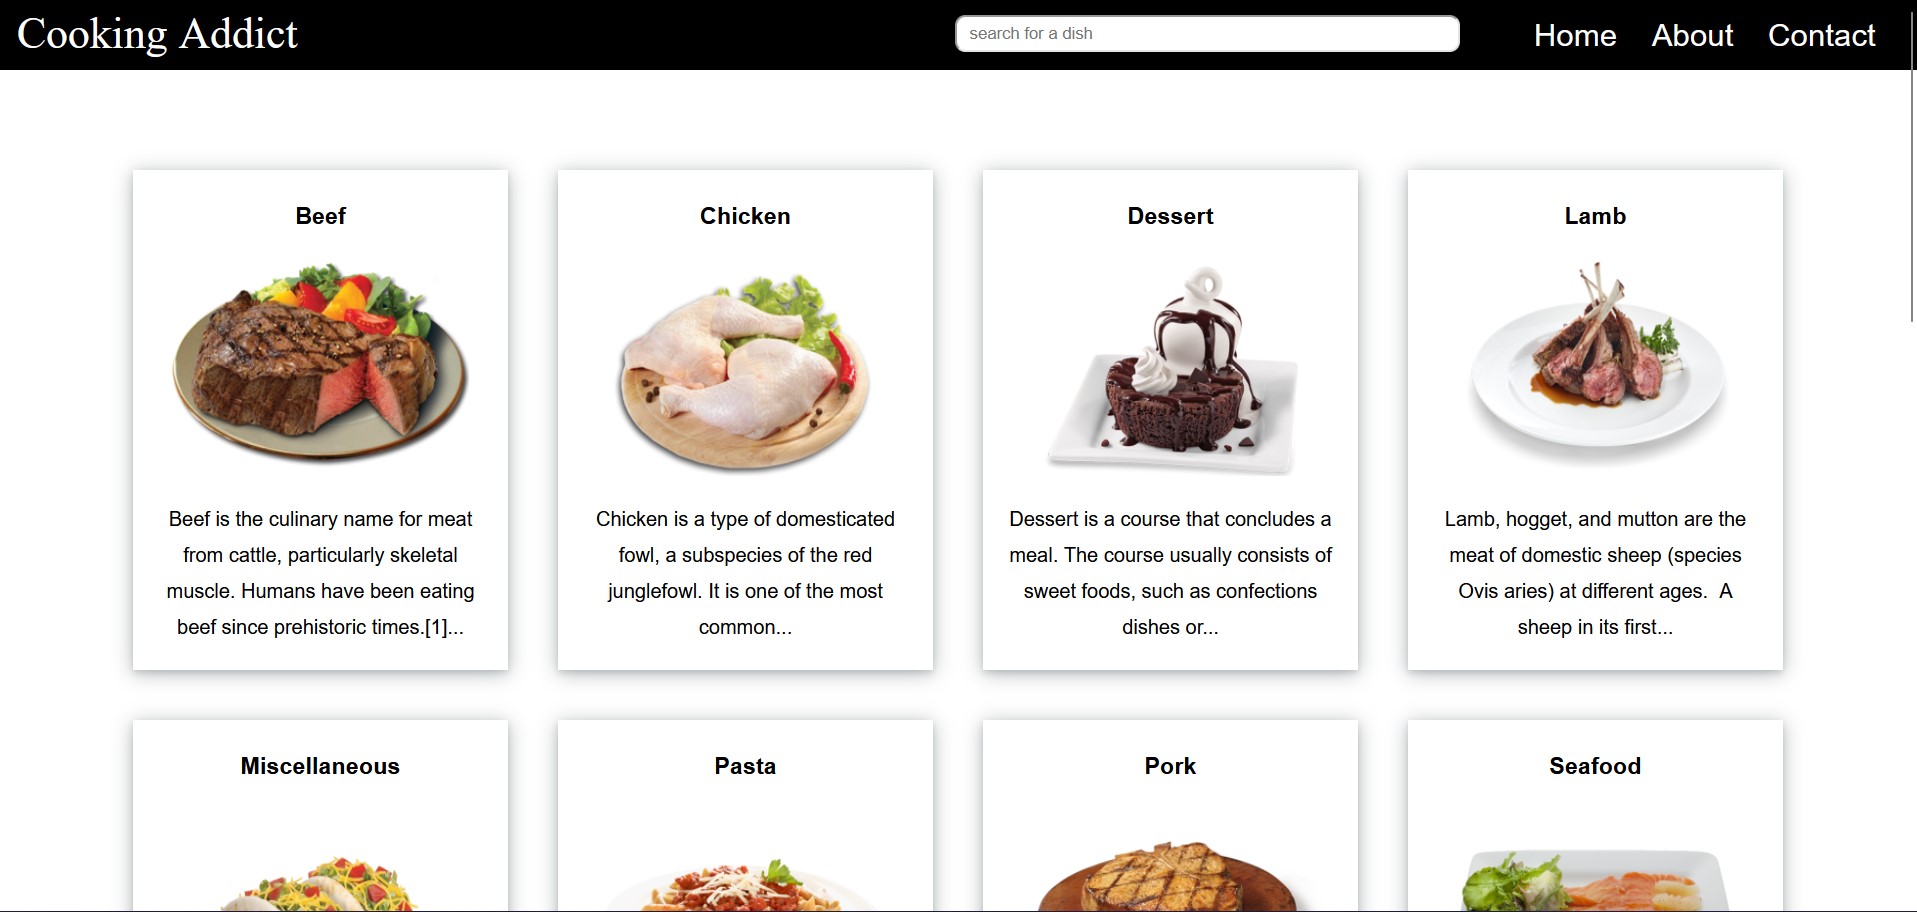 Cooking Addict
search for a dish
Home About Contact
Beef
Beef is the culinary name for meat
from cattle, particularly skeletal
muscle. Humans have been eating
beef since prehistoric times.[1]...
Chicken
Chicken is a type of domesticated
fowl, a subspecies of the red
junglefowl. It is one of the most
common...
Dessert
Dessert is a course that concludes a
meal. The course usually consists of
sweet foods, such as confections
dishes or...
Lamb
Lamb, hogget, and mutton are the
meat of domestic sheep (species
Ovis aries) at different ages.  A
sheep in its first...
Miscellaneous
Pasta
Pork
Seafood